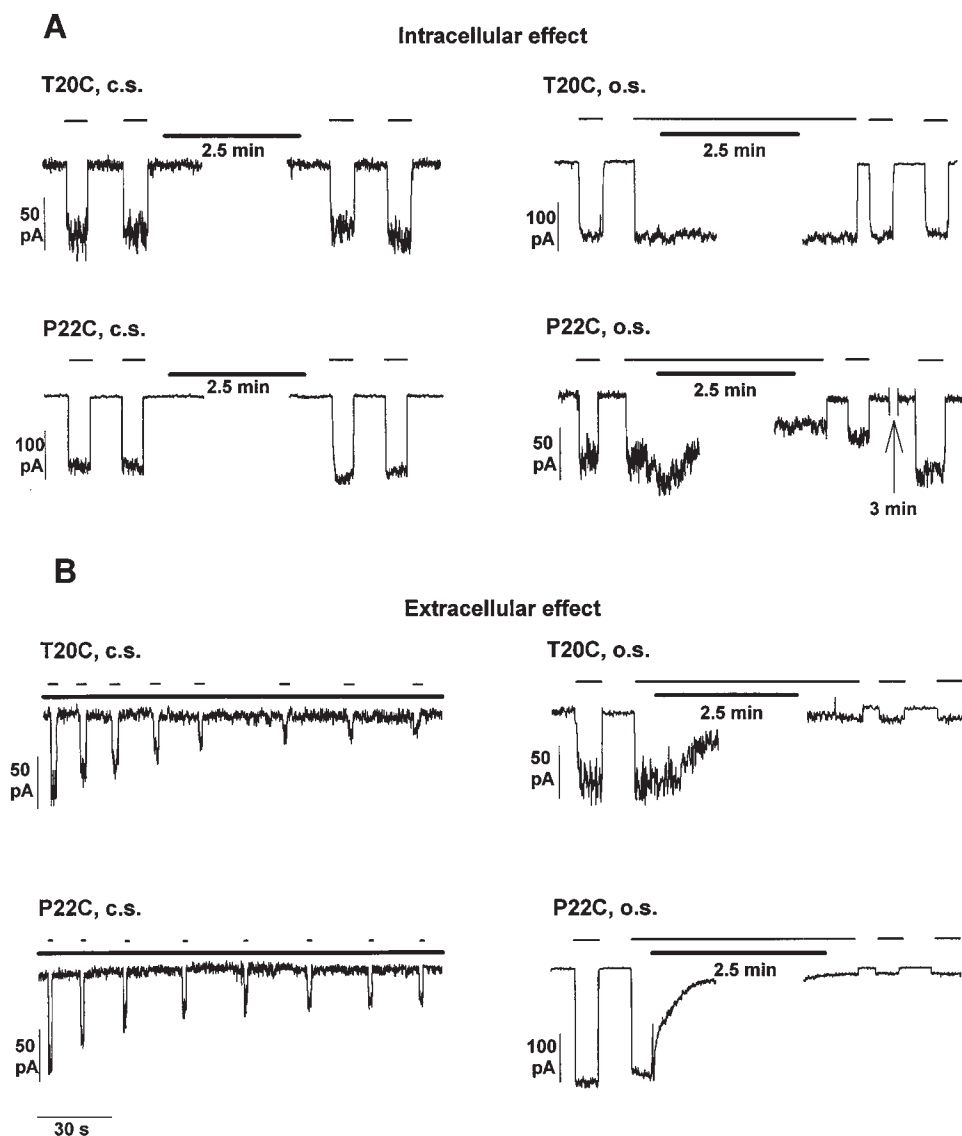 A
Intracellular effect
T20C, c.s.
T20C, o.s.
2.5 min
2.5 min
50
pA
100
pA
P22C, c.s.
P22C, o.s.
2.5 min
2.5 min
100
pA
50
pA
3 min
B
Extracellular effect
T20C, c.s.
T20C, o.s.
2.5 min
50
pA
50
pA
P22C, c.s.
P22C, o.s.
2.5 min
50
pA
100
pA
30 s